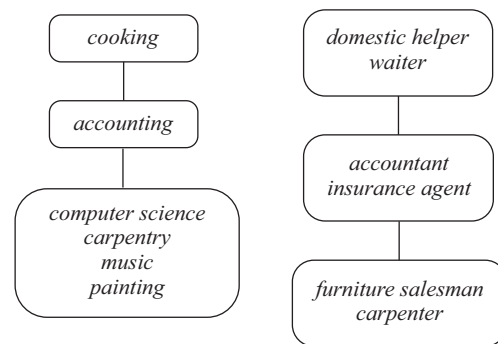 cooking
accounting
computer science
carpentry
music
painting
domestic helper
waiter
accountant
insurance agent
furniture salesman
carpenter